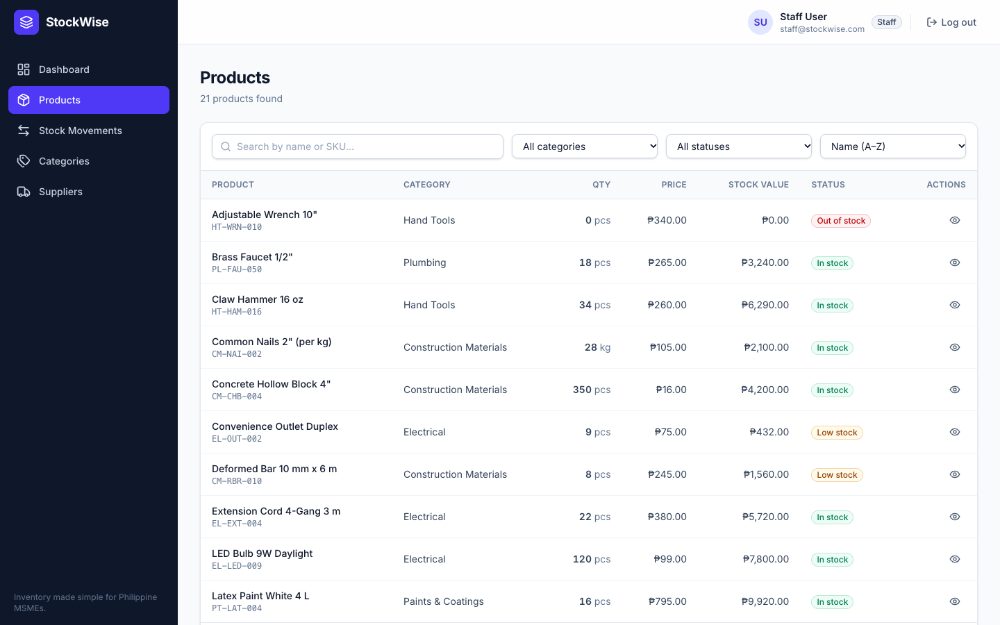 StockWise
Staff User
SU
staff@stockwise.com
Staff
Log out
Dashboard
Products
Stock Movements
Categories
Suppliers
Inventory made simple for Philippine
MSMEs.
Products
21 products found
Search by name or SKU...
All categories
All statuses
Name (A–Z)
PRODUCT CATEGORY QTY PRICE STOCK VALUE STATUS ACTIONS
Adjustable Wrench 10"
HT-WRN-010
Hand Tools 0 pcs ₱340.00 ₱0.00 Out of stock
Brass Faucet 1/2"
PL-FAU-050
Plumbing 18 pcs ₱265.00 ₱3,240.00 In stock
Claw Hammer 16 oz
HT-HAM-016
Hand Tools 34 pcs ₱260.00 ₱6,290.00 In stock
Common Nails 2" (per kg)
CM-NAI-002
Construction Materials 28 kg ₱105.00 ₱2,100.00 In stock
Concrete Hollow Block 4"
CM-CHB-004
Construction Materials 350 pcs ₱16.00 ₱4,200.00 In stock
Convenience Outlet Duplex
EL-OUT-002
Electrical 9 pcs ₱75.00 ₱432.00 Low stock
Deformed Bar 10 mm x 6 m
CM-RBR-010
Construction Materials 8 pcs ₱245.00 ₱1,560.00 Low stock
Extension Cord 4-Gang 3 m
EL-EXT-004
Electrical 22 pcs ₱380.00 ₱5,720.00 In stock
LED Bulb 9W Daylight
EL-LED-009
Electrical 120 pcs ₱99.00 ₱7,800.00 In stock
Latex Paint White 4 L
PT-LAT-004
Paints & Coatings 16 pcs ₱795.00 ₱9,920.00 In stock